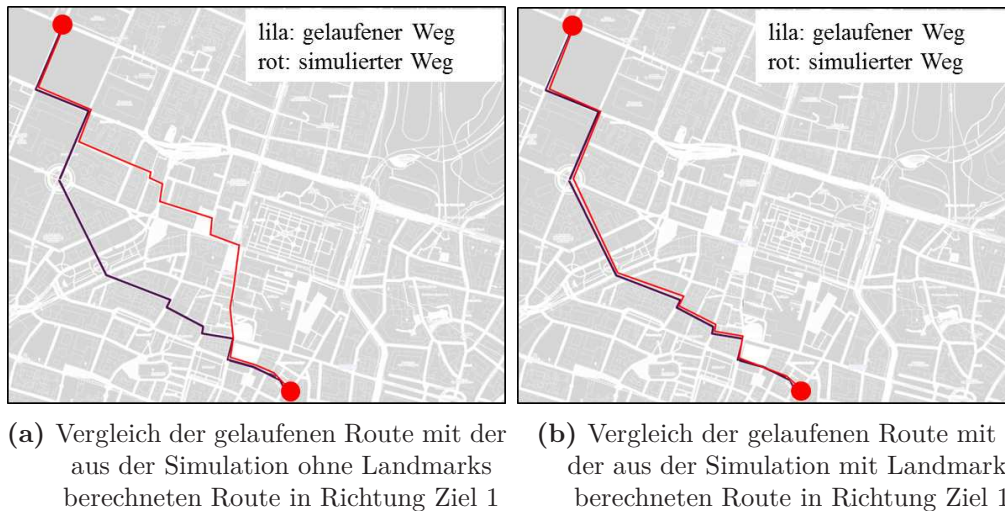 lila: gelaufener Weg
rot: simulierter Weg
lila: gelaufener Weg
rot: simulierter Weg
(a) Vergleich der gelaufenen Route mit der
aus der Simulation ohne Landmarks
berechneten Route in Richtung Ziel 1
(b) Vergleich der gelaufenen Route mit
der aus der Simulation mit Landmark
berechneten Route in Richtung Ziel 1